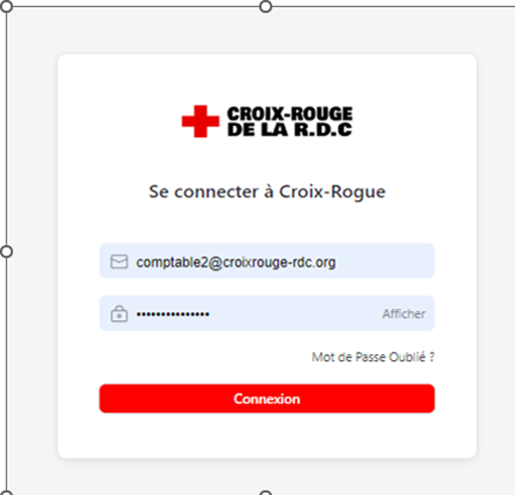 CROIX-ROUGE
DE LA R.D.C
Se connecter à Croix-Rogue
comptable2@croixrouge-rdc.org
•••••••••••••••
Afficher
Mot de Passe Oublié ?
Connexion